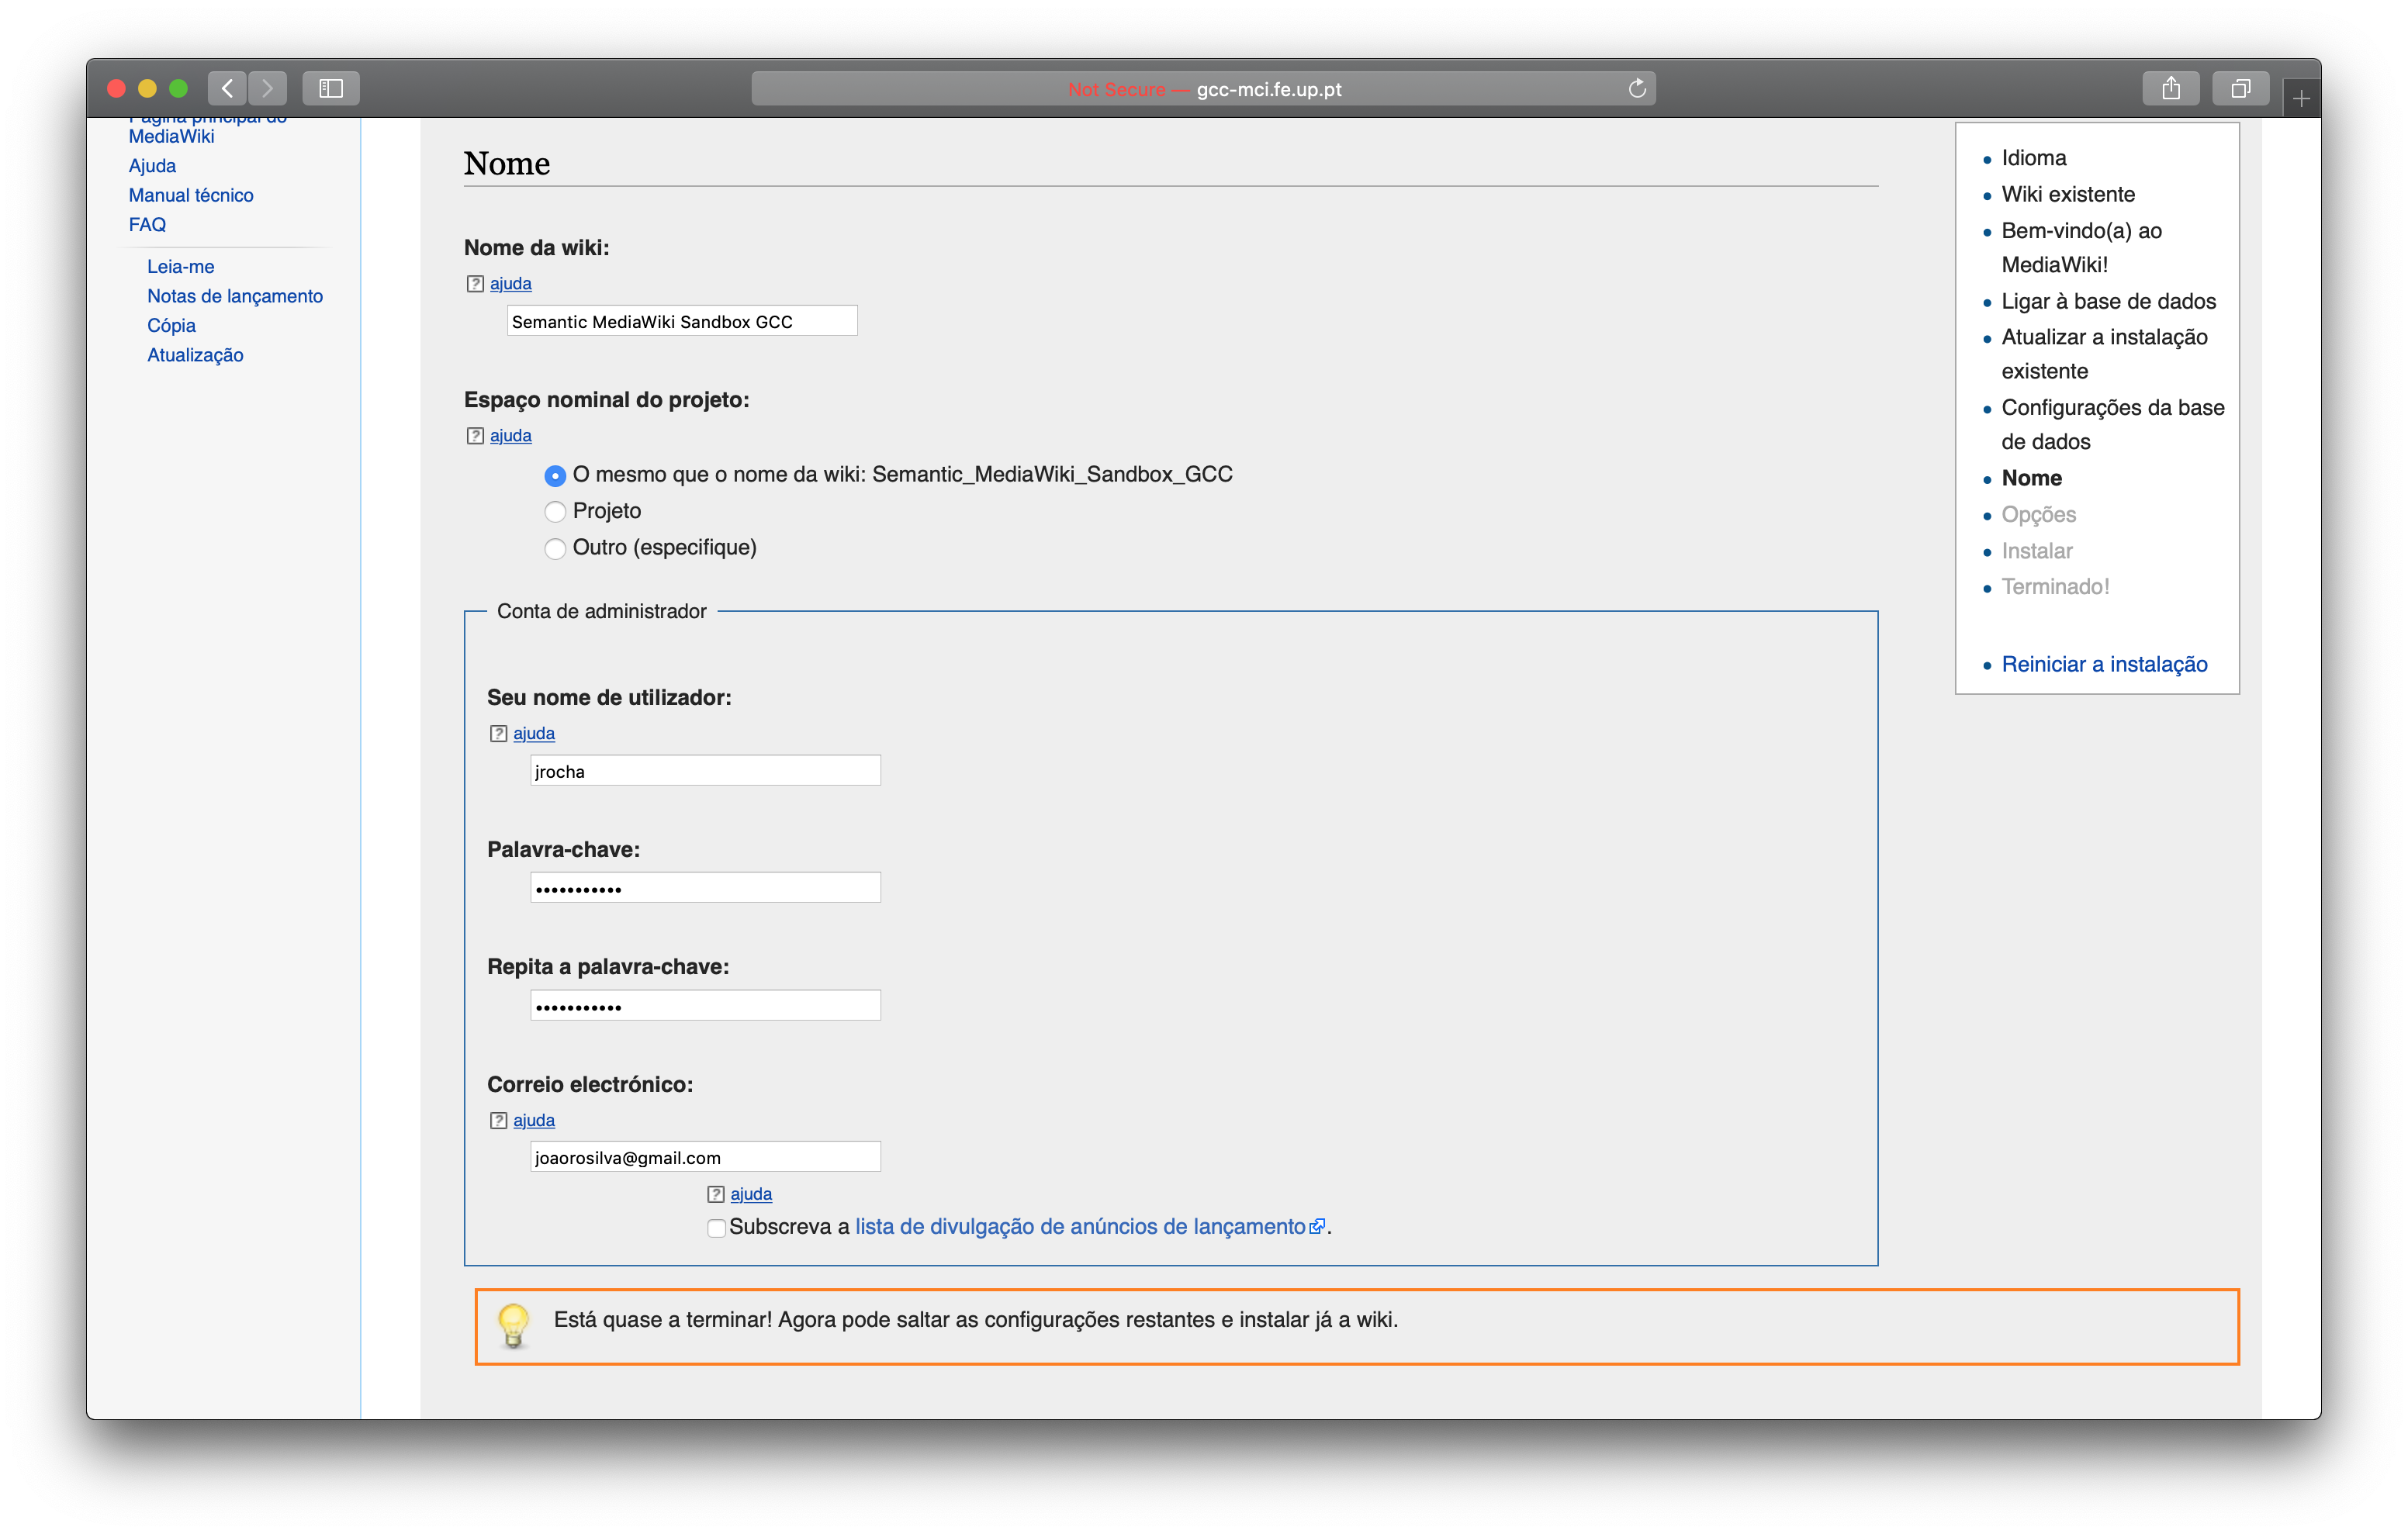 Not Secure — gcc-mci.fe.up.pt
Página principal do
MediaWiki
Ajuda
Manual técnico
FAQ
Leia-me
Notas de lançamento
Cópia
Atualização
Nome
Nome da wiki:
ajuda
Semantic MediaWiki Sandbox GCC
Espaço nominal do projeto:
ajuda
O mesmo que o nome da wiki: Semantic_MediaWiki_Sandbox_GCC
Projeto
Outro (especifique)
Conta de administrador
Seu nome de utilizador:
ajuda
jrocha
Palavra-chave:
•••••••••••
Repita a palavra-chave:
•••••••••••
Correio electrónico:
ajuda
joaorosilva@gmail.com
ajuda
Subscreva a lista de divulgação de anúncios de lançamento.
Está quase a terminar! Agora pode saltar as configurações restantes e instalar já a wiki.
Idioma
Wiki existente
Bem-vindo(a) ao
MediaWiki!
Ligar à base de dados
Atualizar a instalação
existente
Configurações da base
de dados
Nome
Opções
Instalar
Terminado!
Reiniciar a instalação